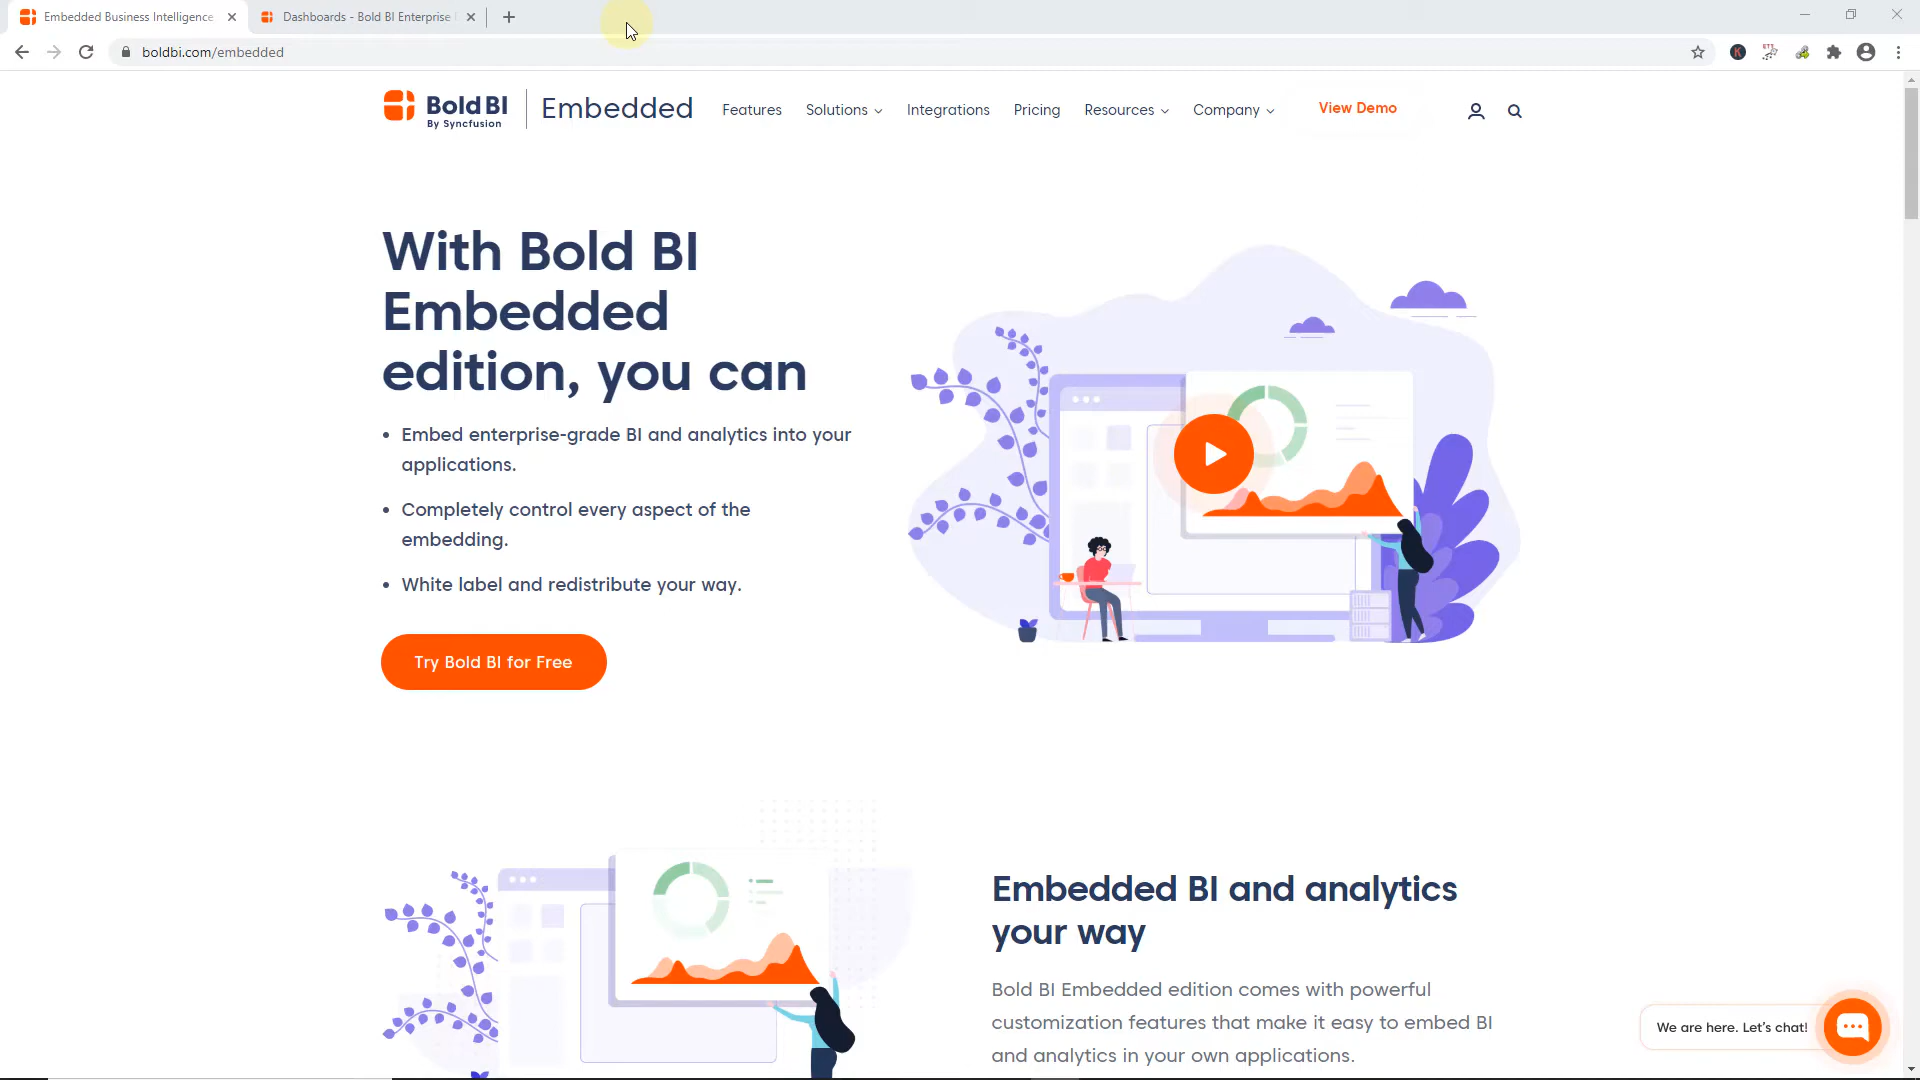 Embedded Business Intelligence
Dashboards - Bold BI Enterprise
boldbi.com/embedded
Bold BI
By Syncfusion
Embedded
Features
Solutions
Integrations
Pricing
Resources
Company
View Demo
With Bold BI
Embedded
edition, you can
• Embed enterprise-grade BI and analytics into your
applications.
• Completely control every aspect of the
embedding.
• White label and redistribute your way.
Try Bold BI for Free
Embedded BI and analytics
your way
Bold BI Embedded edition comes with powerful
customization features that make it easy to embed BI
and analytics in your own applications.
We are here. Let's chat!